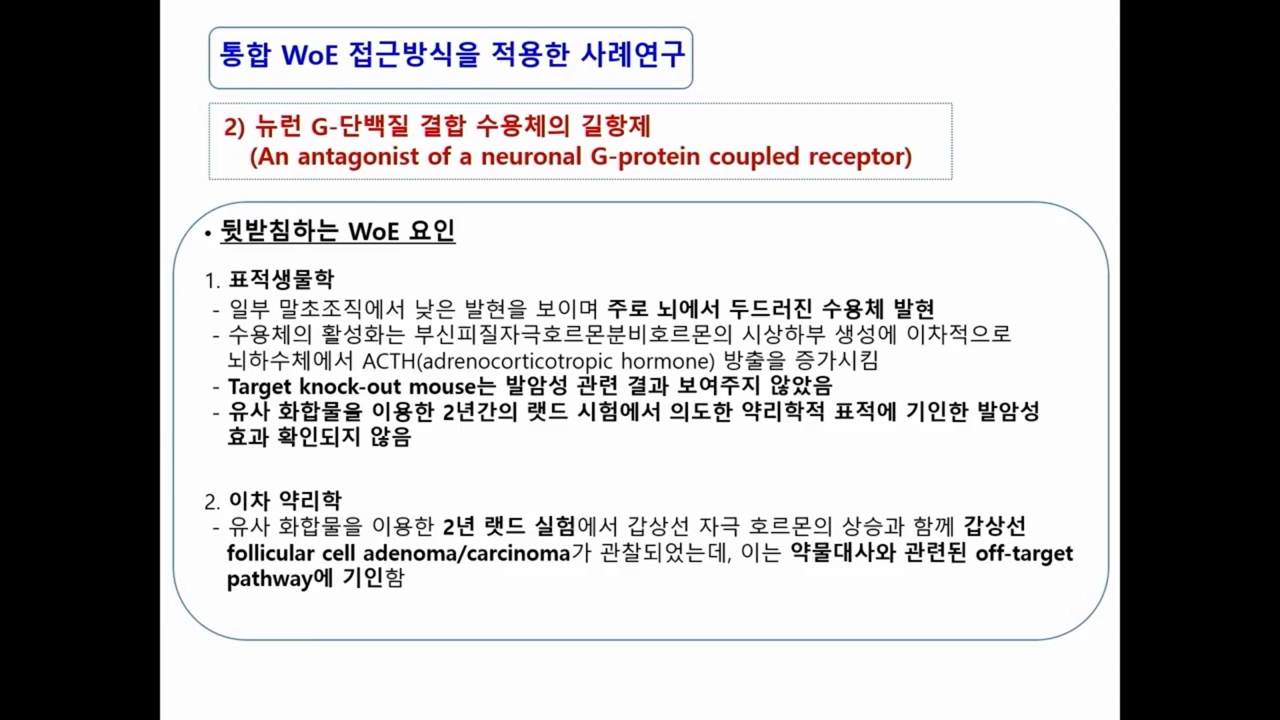 통합 WoE 접근방식을 적용한 사례연구
2) 뉴런 G-단백질 결합 수용체의 길항제
(An antagonist of a neuronal G-protein coupled receptor)
• 뒷받침하는 WoE 요인
1. 표적생물학
- 일부 말초조직에서 낮은 발현을 보이며 주로 뇌에서 두드러진 수용체 발현
- 수용체의 활성화는 부신피질자극호르몬분비호르몬의 시상하부 생성에 이차적으로
뇌하수체에서 ACTH(adrenocorticotropic hormone) 방출을 증가시킴
- Target knock-out mouse는 발암성 관련 결과 보여주지 않았음
- 유사 화합물을 이용한 2년간의 랫드 시험에서 의도한 약리학적 표적에 기인한 발암성
효과 확인되지 않음
2. 이차 약리학
- 유사 화합물을 이용한 2년 랫드 실험에서 갑상선 자극 호르몬의 상승과 함께 갑상선
follicular cell adenoma/carcinoma가 관찰되었는데, 이는 약물대사와 관련된 off-target
pathway에 기인함